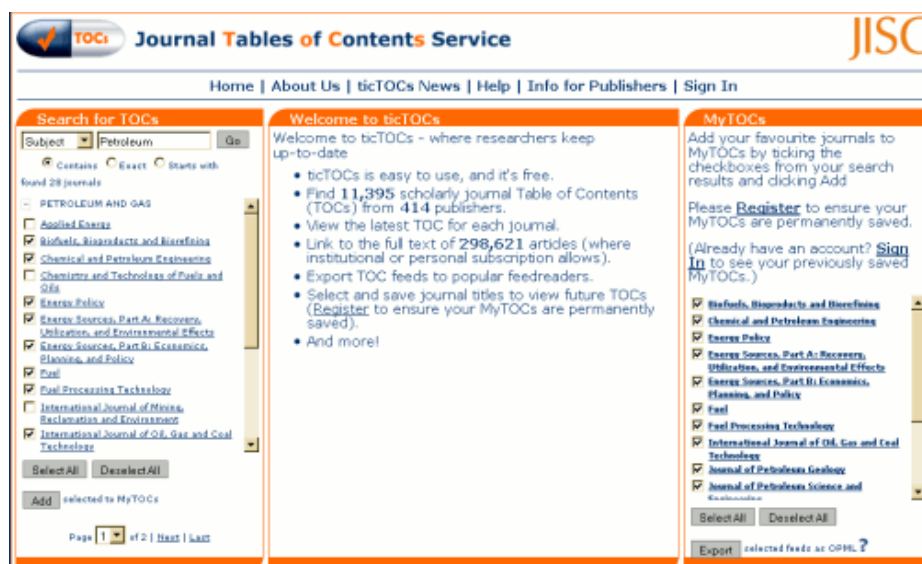 TOCs Journal Tables of Contents Service
JISC
Home | About Us | ticTOCs News | Help | Info for Publishers | Sign In
Search for TOCs
Subject Petroleum Go
Contains Exact Starts with
found 28 journals
PETROLEUM AND GAS
Applied Energy
Biofuels, Bioproducts and Biorefining
Chemical and Petroleum Engineering
Chemistry and Technology of Fuels and
Oils
Energy Policy
Energy Sources, Part A: Recovery,
Utilization, and Environmental Effects
Energy Sources, Part B: Economics,
Planning, and Policy
Fuel
Fuel Processing Technology
International Journal of Mining,
Reclamation and Environment
International Journal of Oil, Gas and Coal
Technology
Select All Deselect All
Add selected to MyTOCs
Page 1 of 2 | Next | Last
Welcome to ticTOCs
Welcome to ticTOCs - where researchers keep
up-to-date
• ticTOCs is easy to use, and it's free.
• Find 11,395 scholarly journal Table of Contents
(TOCs) from 414 publishers.
• View the latest TOC for each journal.
• Link to the full text of 298,621 articles (where
institutional or personal subscription allows).
• Export TOC feeds to popular feedreaders.
• Select and save journal titles to view future TOCs
(Register to ensure your MyTOCs are permanently
saved).
• And more!
MyTOCs
Add your favourite journals to
MyTOCs by ticking the
checkboxes from your search
results and clicking Add
Please Register to ensure your
MyTOCs are permanently saved.
(Already have an account? Sign
In to see your previously saved
MyTOCs.)
Biofuels, Bioproducts and Biorefining
Chemical and Petroleum Engineering
Energy Policy
Energy Sources, Part A: Recovery,
Utilization, and Environmental Effects
Energy Sources, Part B: Economics,
Planning, and Policy
Fuel
Fuel Processing Technology
International Journal of Oil, Gas and Coal
Technology
Journal of Petroleum Geology
Journal of Petroleum Science and
Engineering
Select All Deselect All
Export selected feeds as OPML ?